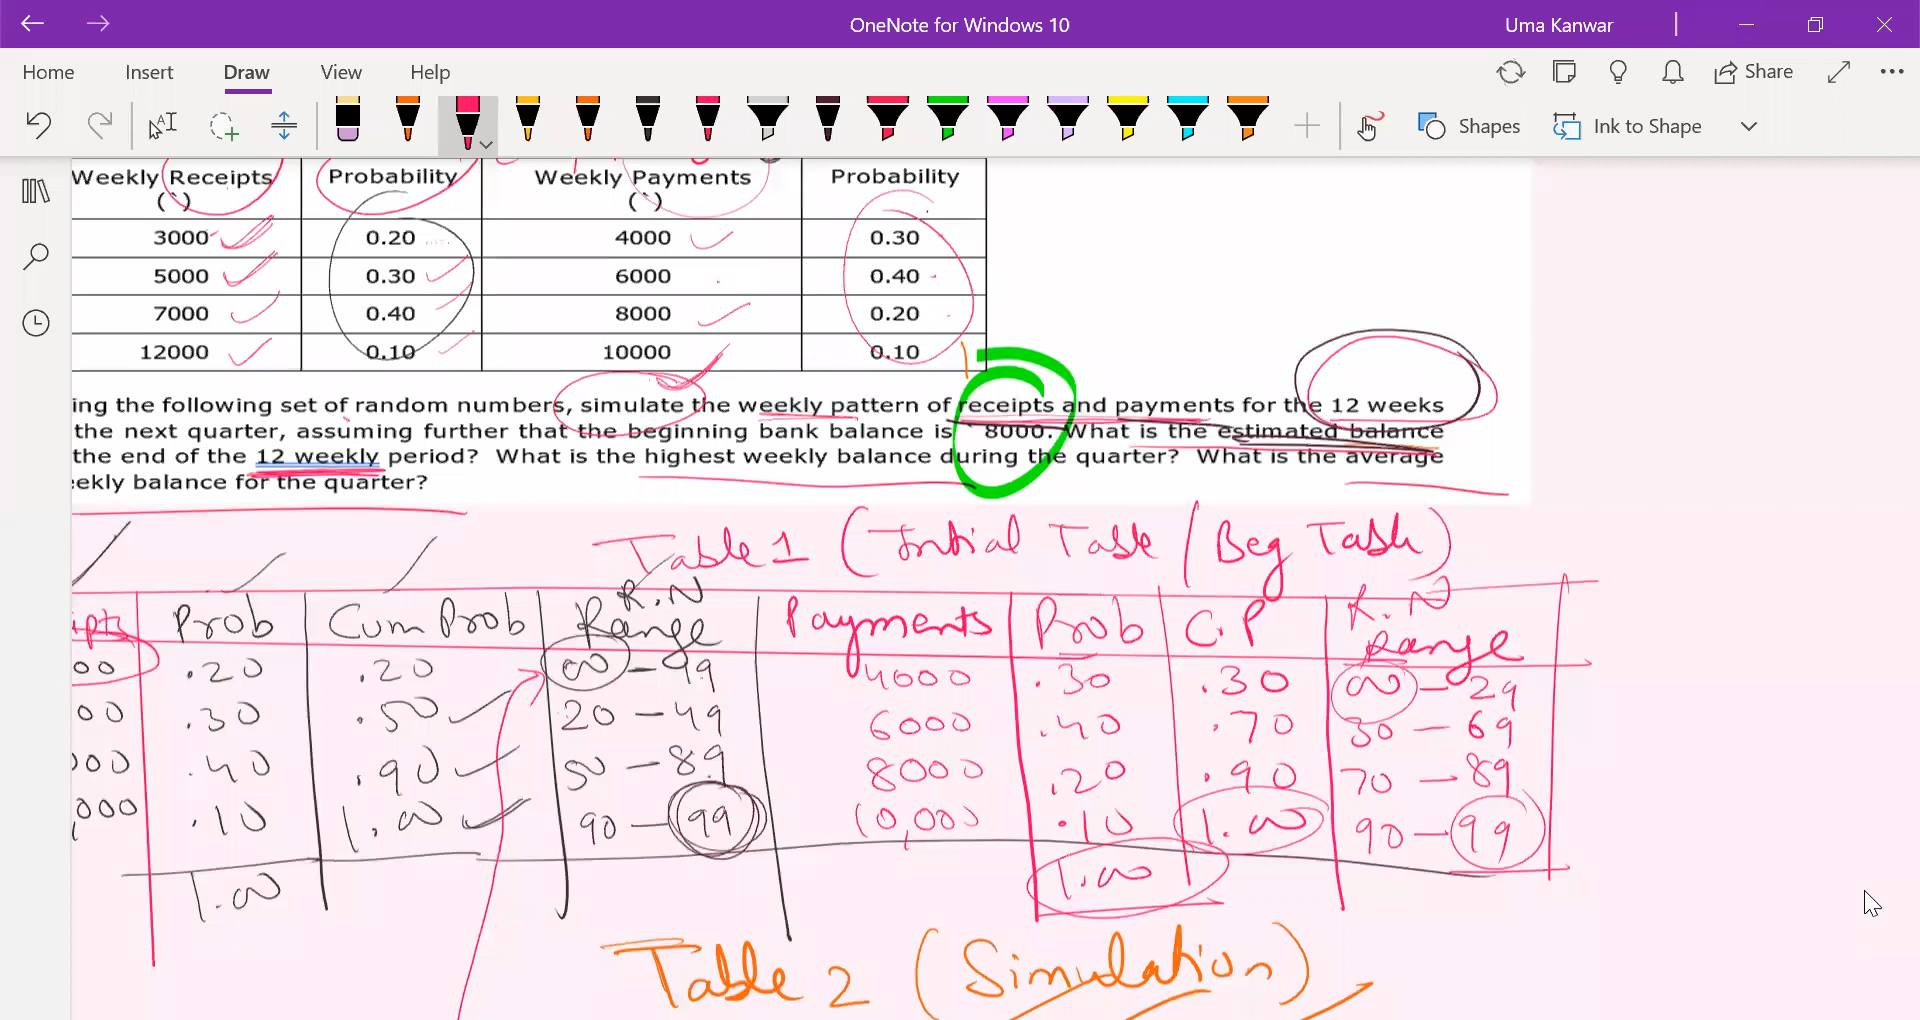 OneNote for Windows 10
Uma Kanwar
Home Insert Draw View Help
Share
Shapes Ink to Shape
Weekly Receipts Probability Weekly Payments Probability
(`) (`)
3000 0.20 4000 0.30
5000 0.30 6000 0.40
7000 0.40 8000 0.20
12000 0.10 10000 0.10
ing the following set of random numbers, simulate the weekly pattern of receipts and payments for the 12 weeks
the next quarter, assuming further that the beginning bank balance is ` 8000. What is the estimated balance
the end of the 12 weekly period? What is the highest weekly balance during the quarter? What is the average
ekly balance for the quarter?
Table 1 (Initial Table / Beg Table)
ipts Prob Cum Prob R.N Range Payments Prob C.P R.N Range
00 .20 .20 00 - 19 4000 .30 .30 00 - 29
00 .30 .50 20 - 49 6000 .40 .70 30 - 69
000 .40 .90 50 - 89 8000 .20 .90 70 - 89
,000 .10 1.00 90 - 99 10,000 .10 1.00 90 - 99
1.00 1.00
Table 2 (Simulation)